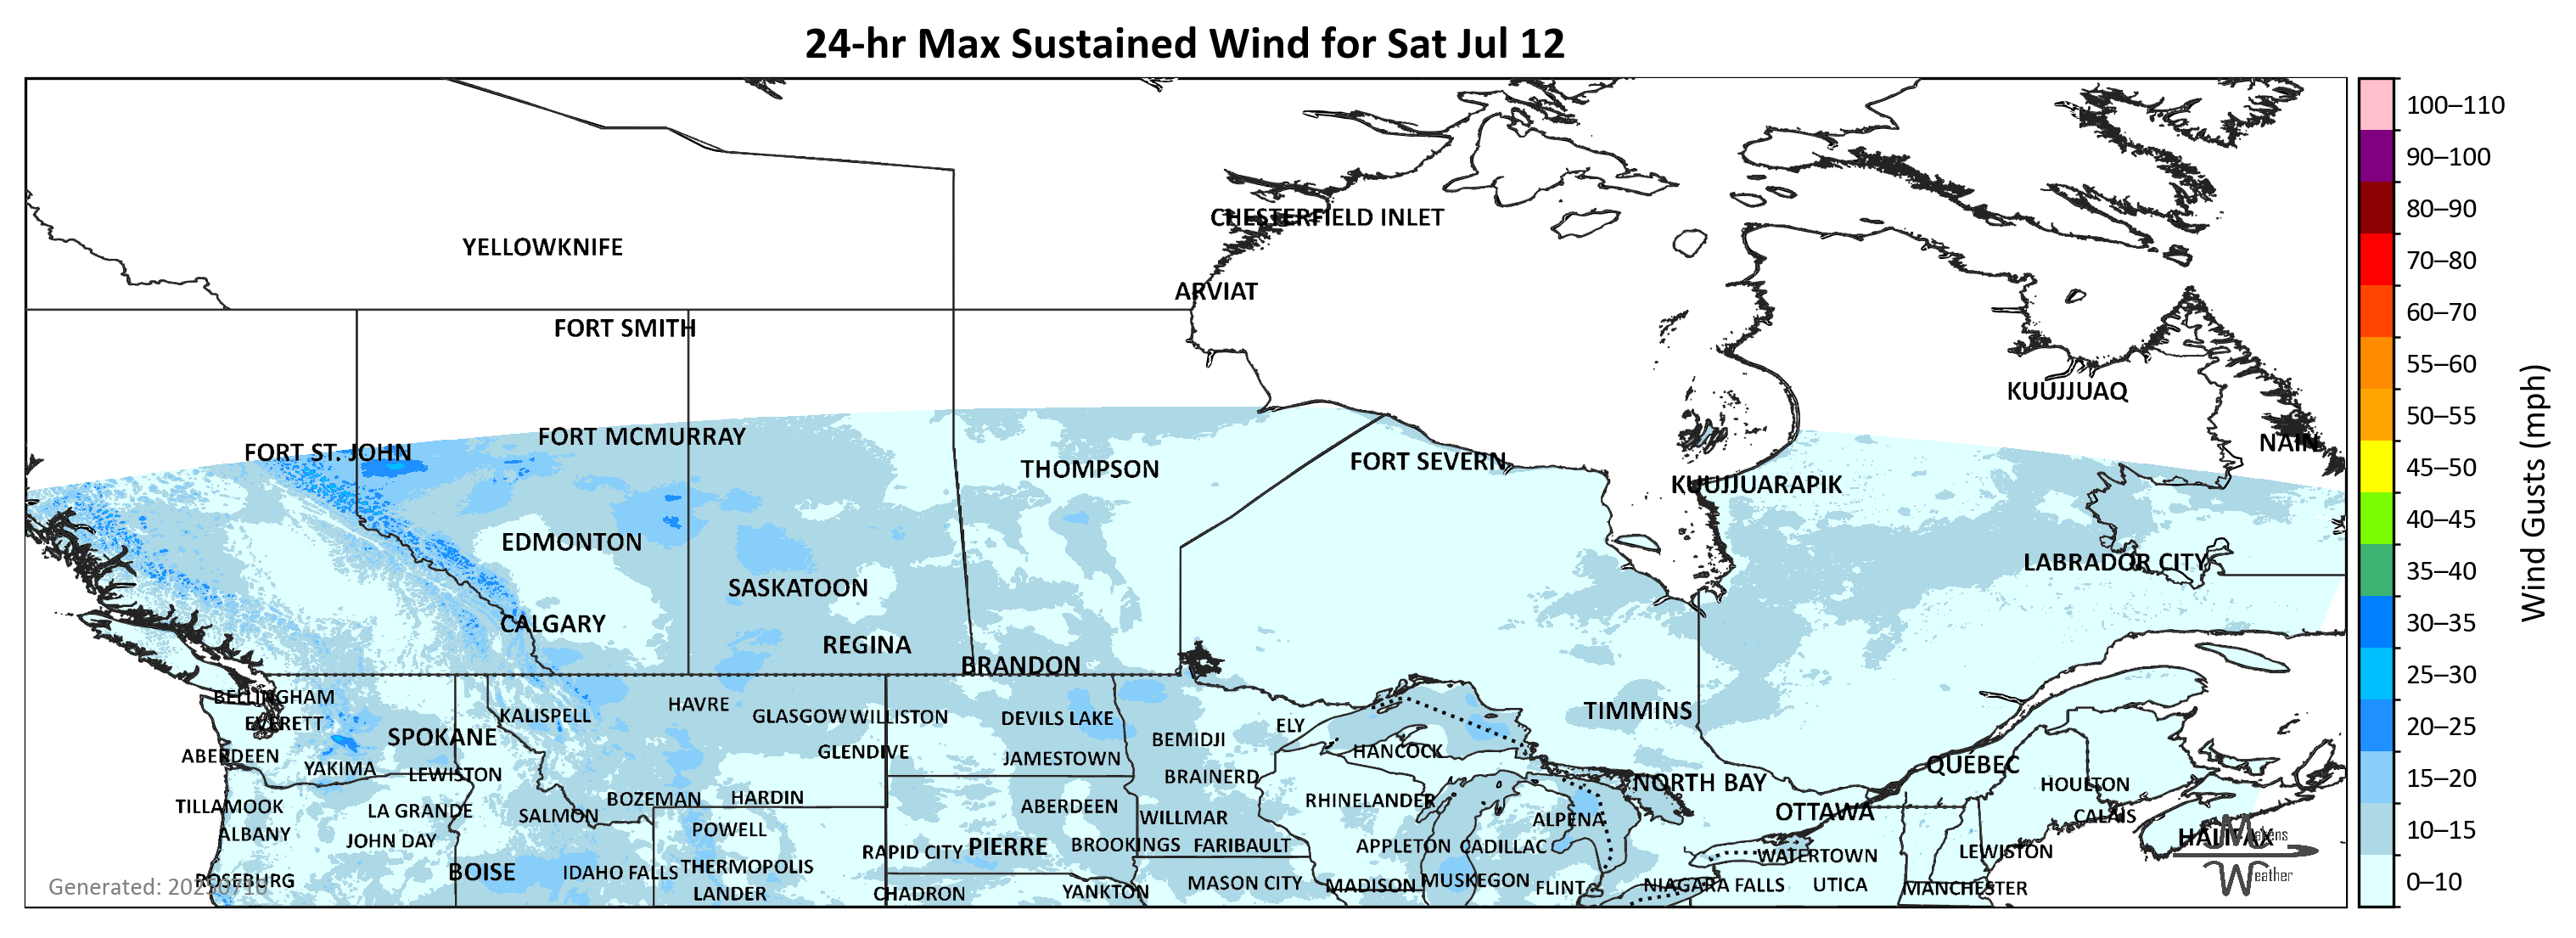 24-hr Max Sustained Wind for Sat Jul 12
100–110
90–100
80–90
CHESTERFIELD INLET
YELLOWKNIFE
70–80
ARVIAT
60–70
FORT SMITH
55–60
KUUJJUAQ
50–55
FORT MCMURRAY
NAIN
FORT ST. JOHN
FORT SEVERN
THOMPSON
45–50
KUUJJUARAPIK
Wind Gusts (mph)
40–45
EDMONTON
LABRADOR CITY
35–40
SASKATOON
CALGARY
30–35
REGINA
BRANDON
25–30
BELLINGHAM
HAVRE
TIMMINS
KALISPELL
GLASGOW
WILLISTON
DEVILS LAKE
EVERETT
ELY
20–25
SPOKANE
BEMIDJI
HANCOCK
GLENDIVE
ABERDEEN
JAMESTOWN
QUÉBEC
YAKIMA
LEWISTON
BRAINERD
15–20
NORTH BAY
HOULTON
BOZEMAN
HARDIN
RHINELANDER
TILLAMOOK
ABERDEEN
LA GRANDE
OTTAWA
SALMON
CALAIS
WILLMAR
ALPENA
POWELL
10–15
ALBANY
HALIFAX
Makens
JOHN DAY
BROOKINGS
FARIBAULT
APPLETON
CADILLAC
PIERRE
RAPID CITY
LEWISTON
WATERTOWN
THERMOPOLIS
BOISE
IDAHO FALLS
Weather
ROSEBURG
MUSKEGON
0–10
MASON CITY
MADISON
NIAGARA FALLS
UTICA
Generated: 20250710
FLINT
MANCHESTER
YANKTON
LANDER
CHADRON